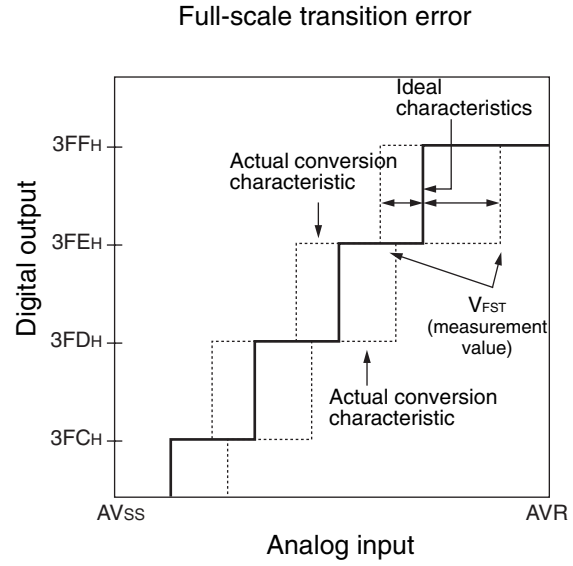 Full-scale transition error
Ideal
characteristics
3FFH
Actual conversion
characteristic
3FEH
Digital output
VFST
(measurement
value)
3FDH
Actual conversion
characteristic
3FCH
AVSS
AVR
Analog input